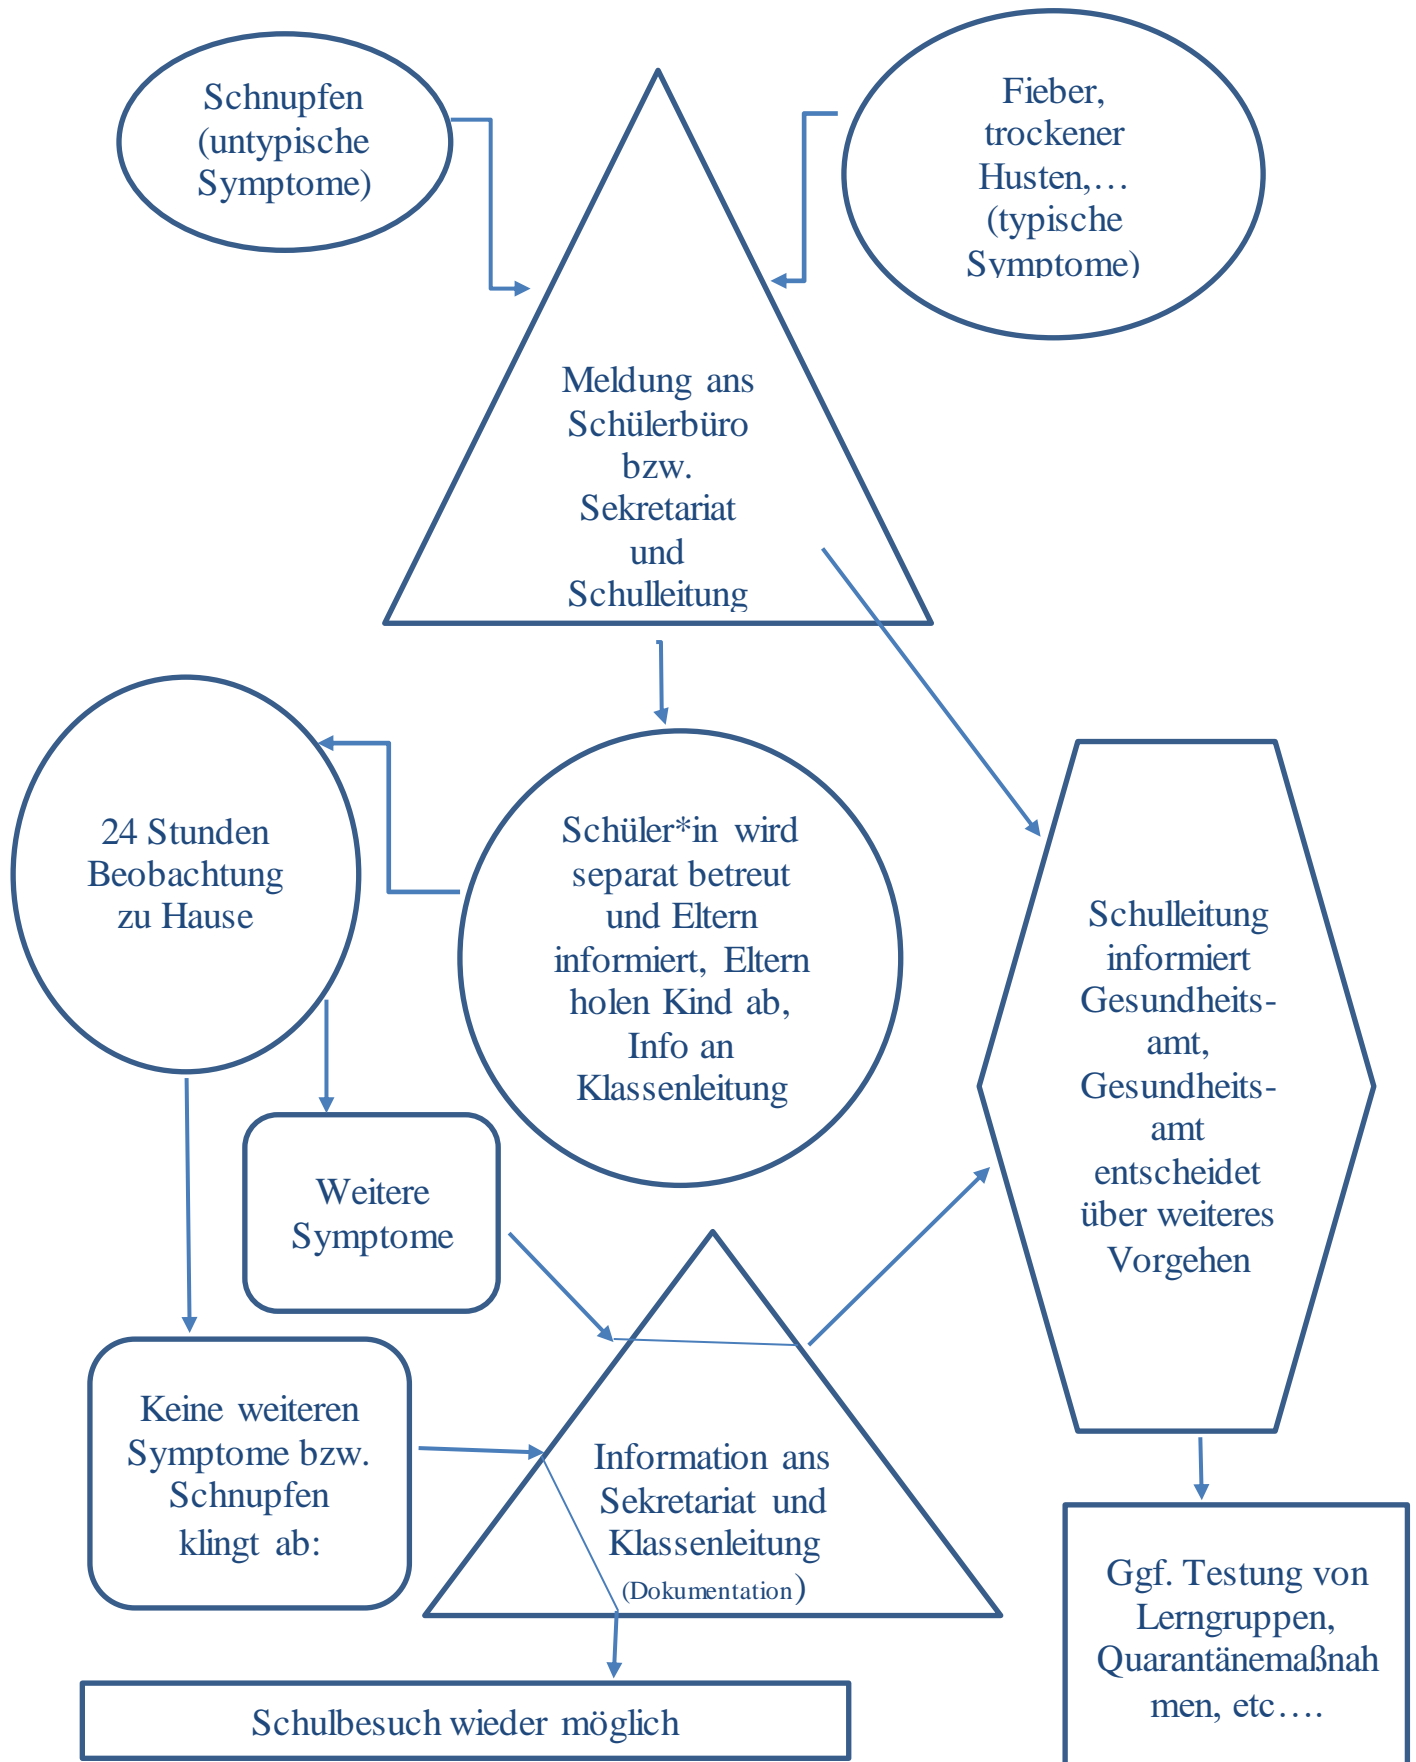 Schnupfen
(untypische
Symptome)
Fieber,
trockener
Husten,…
(typische
Symptome)
Meldung ans
Schülerbüro
bzw.
Sekretariat
und
Schulleitung
24 Stunden
Beobachtung
zu Hause
Schüler*in wird
separat betreut
und Eltern
informiert, Eltern
holen Kind ab,
Info an
Klassenleitung
Schulleitung
informiert
Gesundheits-
amt,
Gesundheits-
amt
entscheidet
über weiteres
Vorgehen
Weitere
Symptome
Keine weiteren
Symptome bzw.
Schnupfen
klingt ab:
Information ans
Sekretariat und
Klassenleitung
(Dokumentation)
Ggf. Testung von
Lerngruppen,
Quarantänemaßnah
men, etc….
Schulbesuch wieder möglich